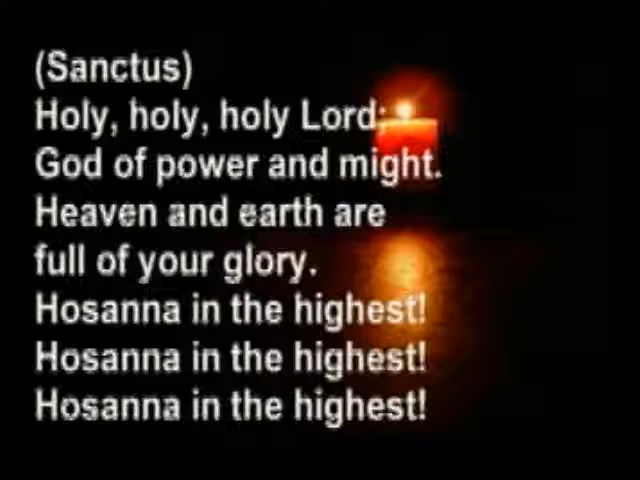 (Sanctus)
Holy, holy, holy Lord;
God of power and might.
Heaven and earth are
full of your glory.
Hosanna in the highest!
Hosanna in the highest!
Hosanna in the highest!